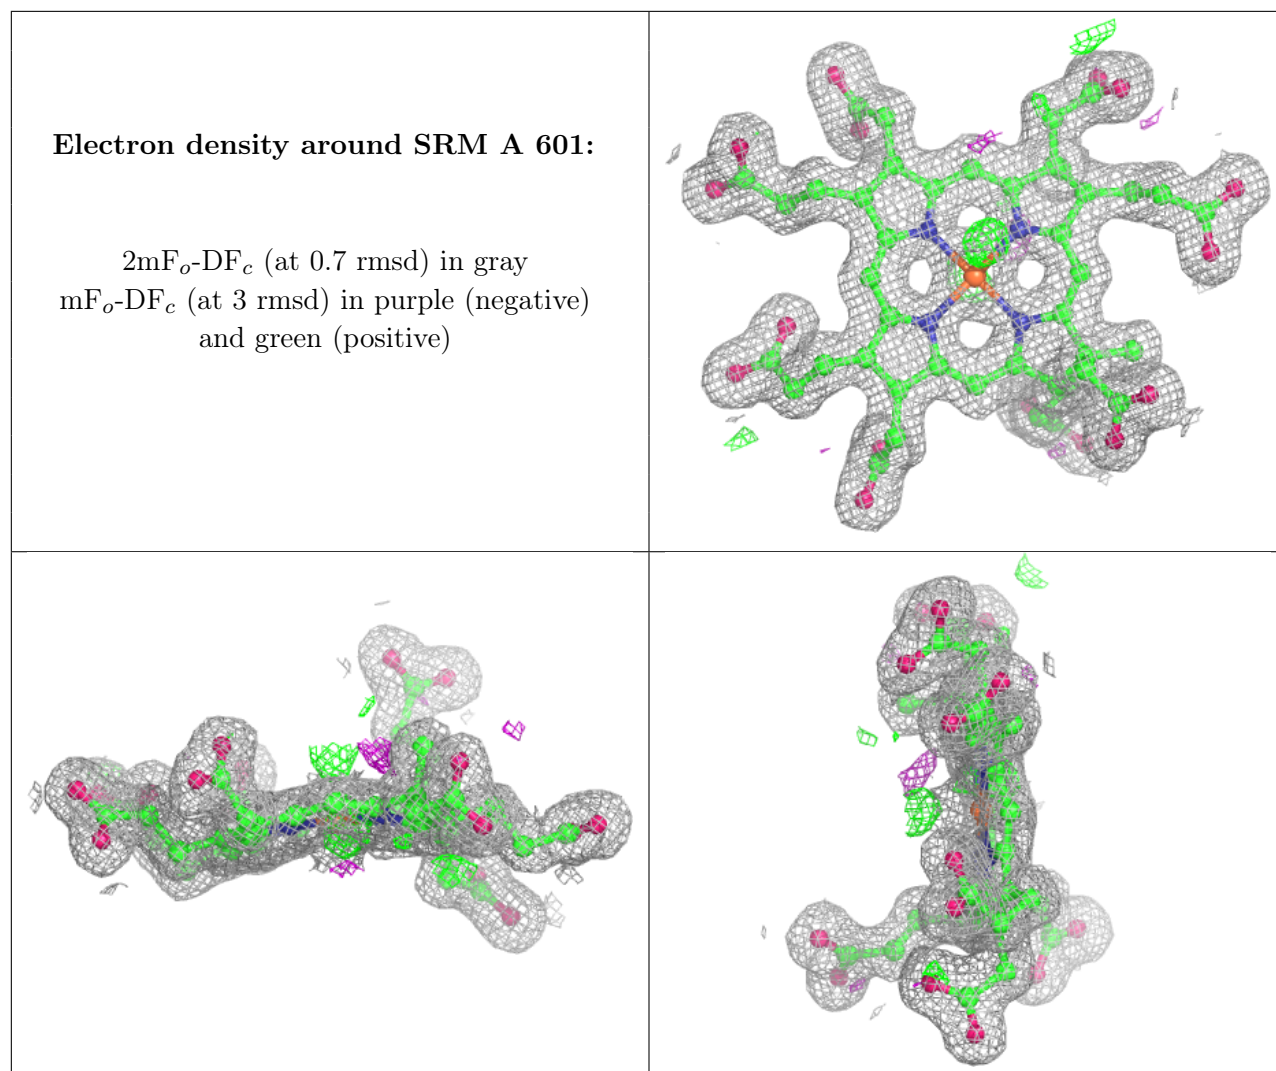 Electron density around SRM A 601:
2mFo-DFc (at 0.7 rmsd) in gray
mFo-DFc (at 3 rmsd) in purple (negative)
and green (positive)